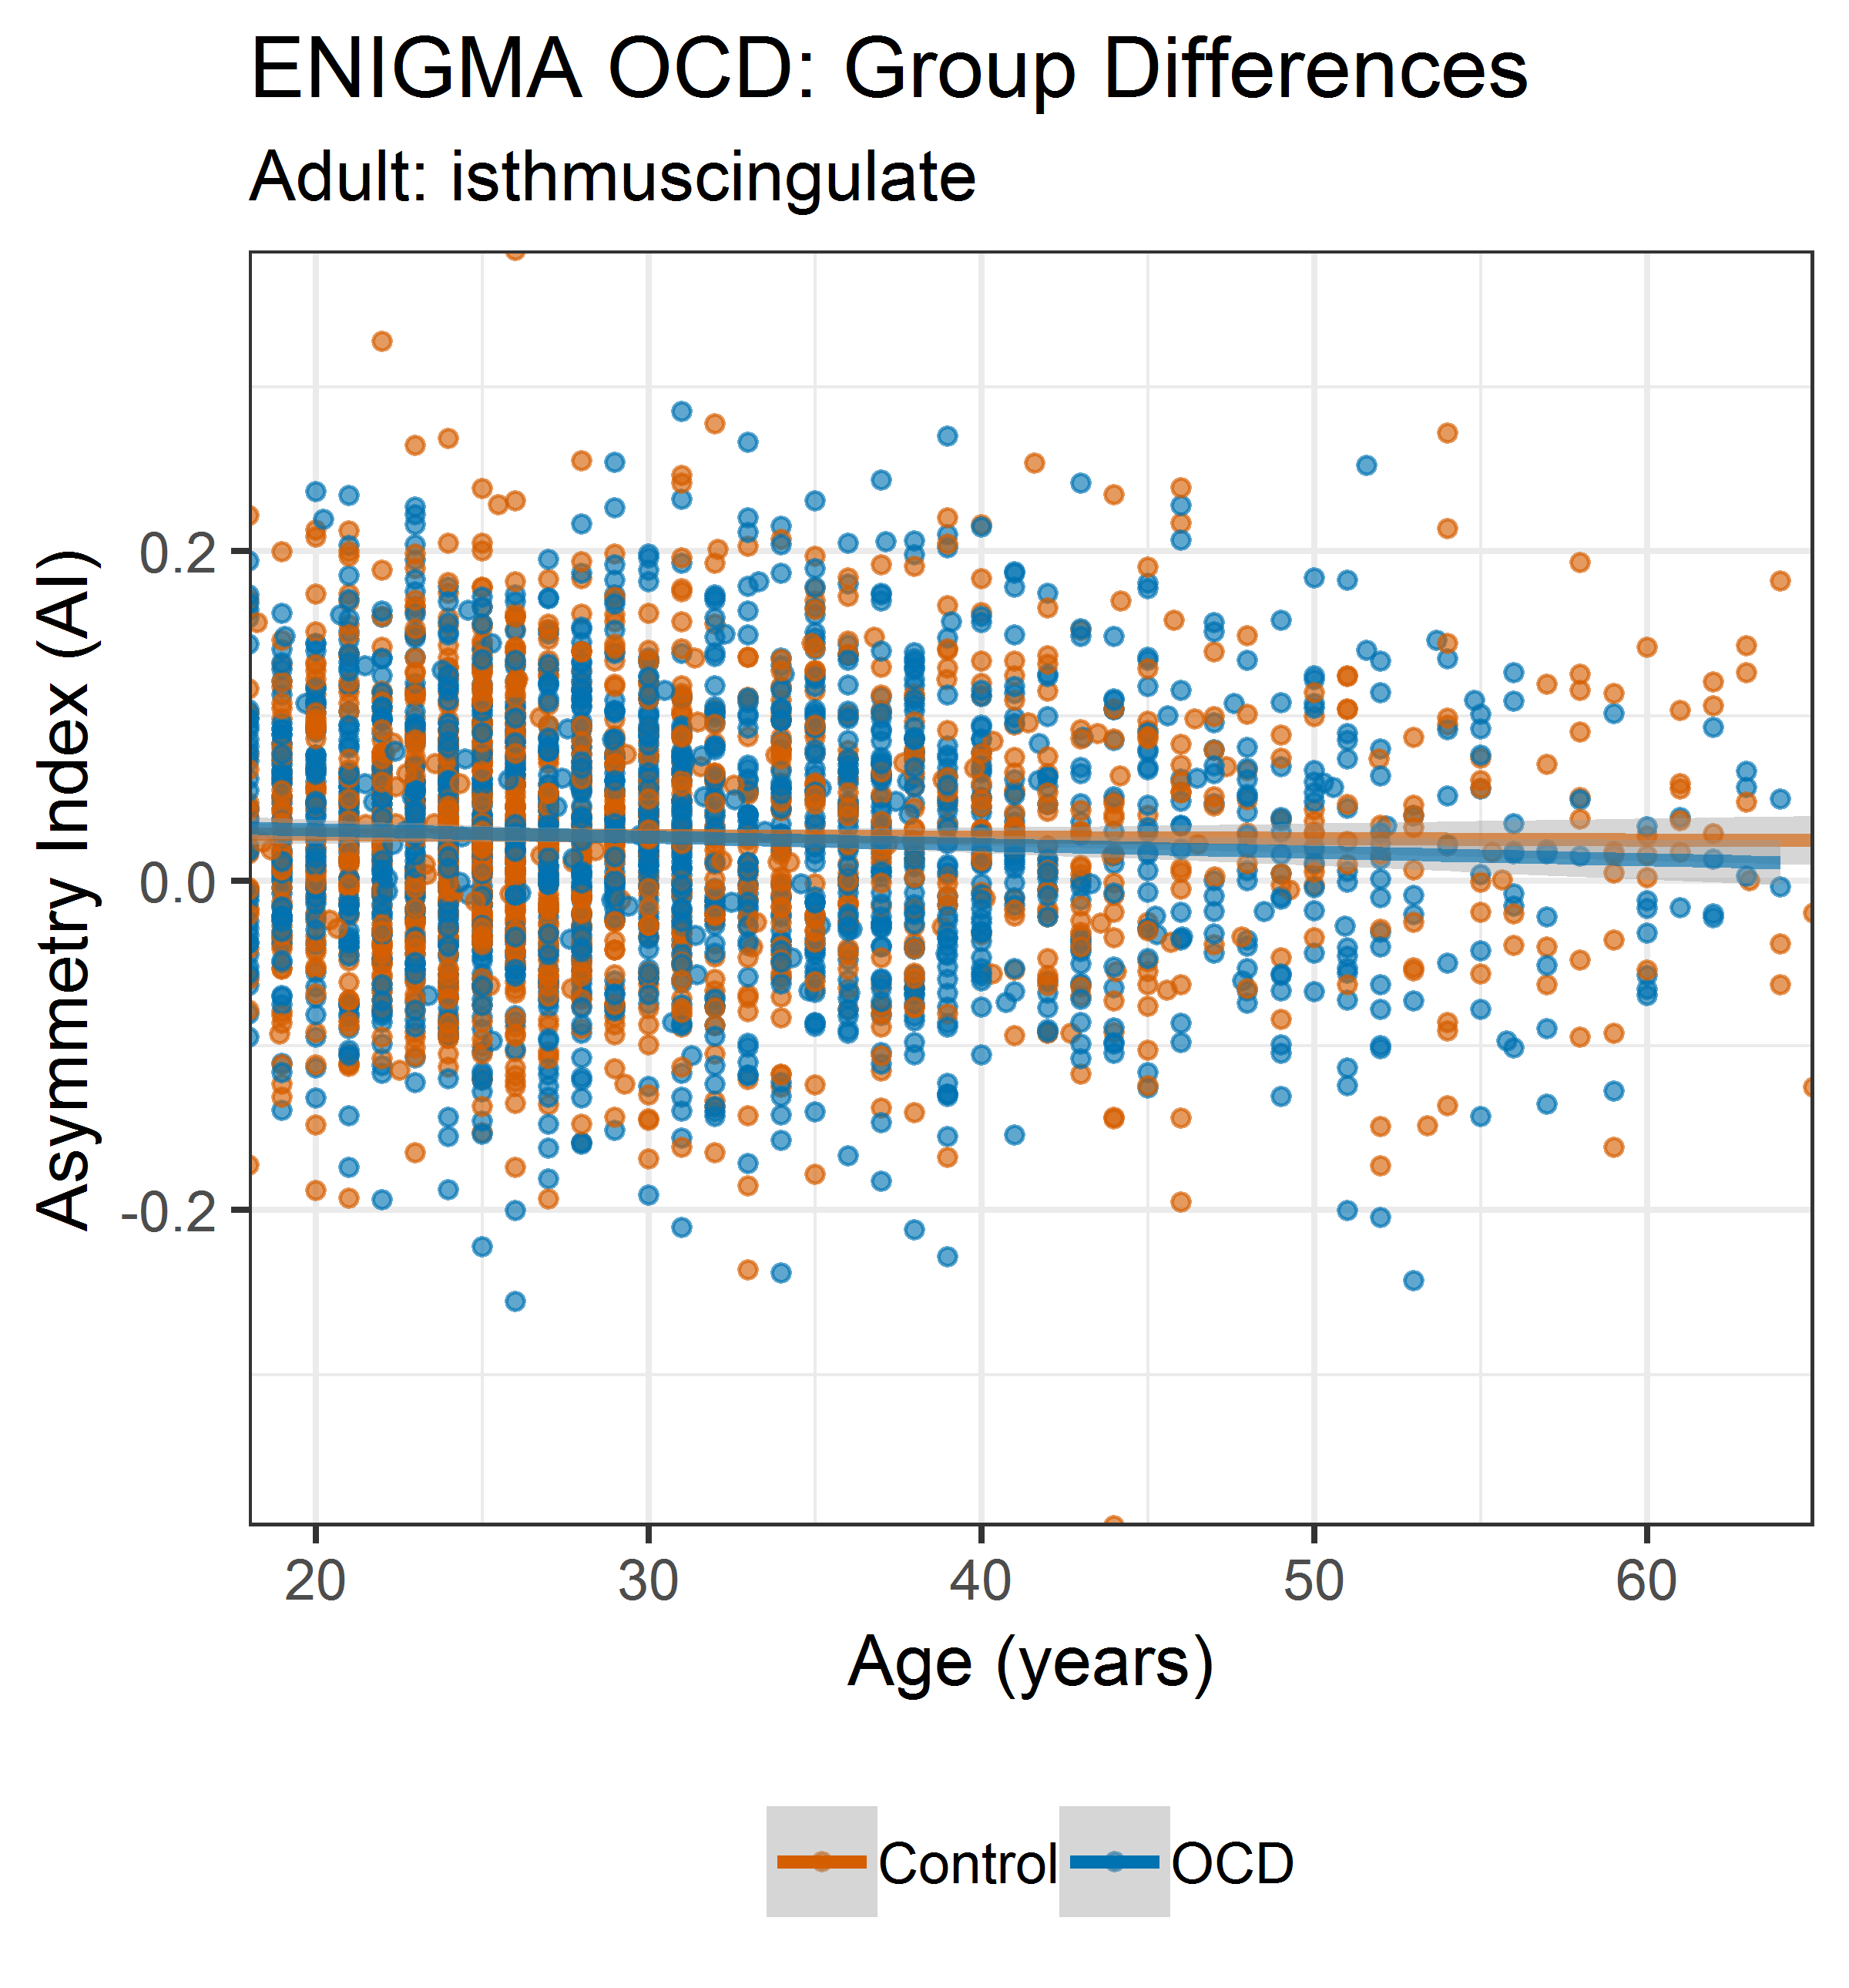 ENIGMA OCD: Group Differences
Adult: isthmuscingulate
Asymmetry Index (AI)
0.2
0.0
-0.2
20 30 40 50 60
Age (years)
Control OCD